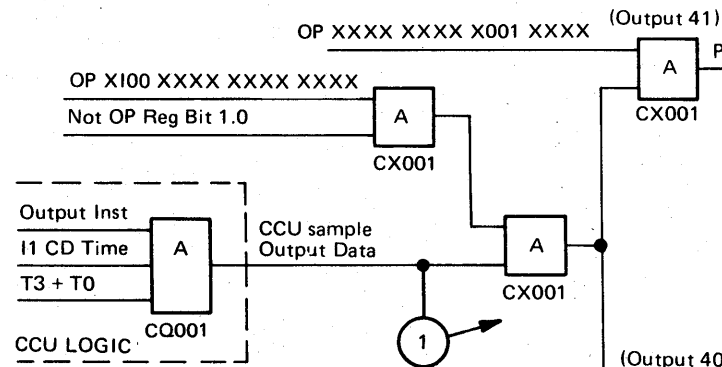 (Output 41)
OP XXXX XXXX X001 XXXX
A
P
CX001
OP X100 XXXX XXXX XXXX
Not OP Reg Bit 1.0
A
CX001
Output Inst
I1 CD Time
T3 + T0
A
CQ001
CCU LOGIC
CCU sample
Output Data
A
CX001
1
(Output 40